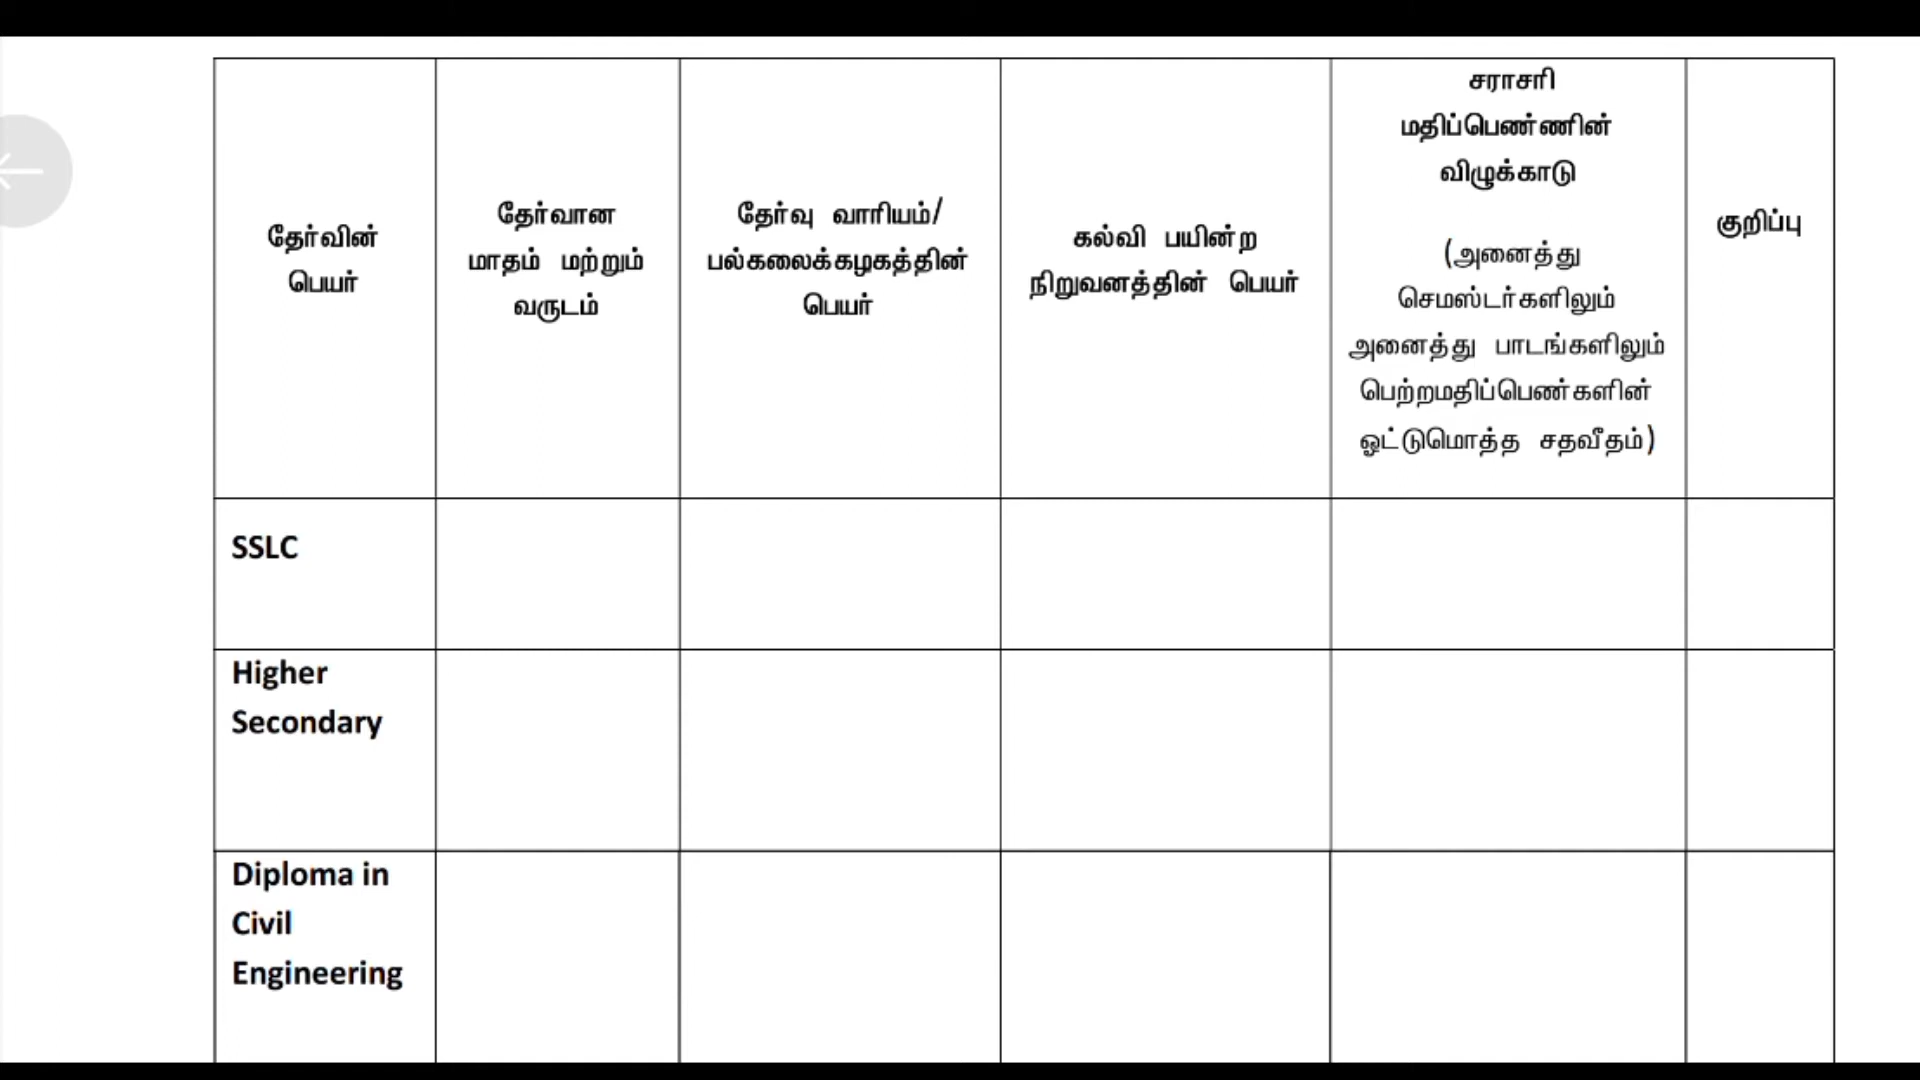 தேர்வின்
பெயர்
தேர்வான
மாதம் மற்றும்
வருடம்
தேர்வு வாரியம்/
பல்கலைக்கழகத்தின்
பெயர்
கல்வி பயின்ற
நிறுவனத்தின் பெயர்
சராசரி
மதிப்பெண்ணின்
விழுக்காடு
(அனைத்து
செமஸ்டர்களிலும்
அனைத்து பாடங்களிலும்
பெற்றமதிப்பெண்களின்
ஓட்டுமொத்த சதவீதம்)
குறிப்பு
SSLC
Higher
Secondary
Diploma in
Civil
Engineering